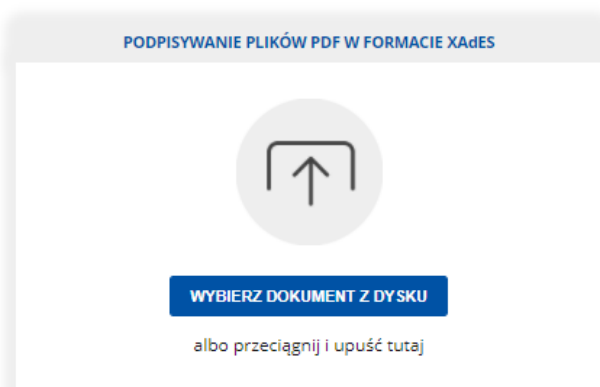 PODPISYWANIE PLIKÓW PDF W FORMACIE XAdES
WYBIERZ DOKUMENT Z DYSKU
albo przeciągnij i upuść tutaj